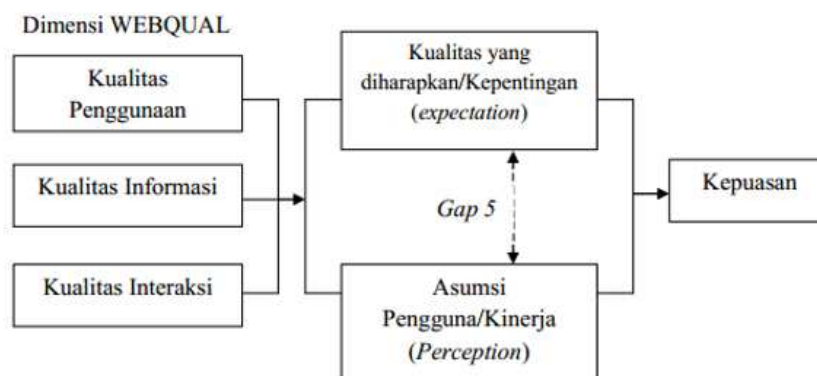 Dimensi WEBQUAL
Kualitas
Penggunaan
Kualitas Informasi
Kualitas Interaksi
Kualitas yang
diharapkan/Kepentingan
(expectation)
Gap 5
Asumsi
Pengguna/Kinerja
(Perception)
Kepuasan